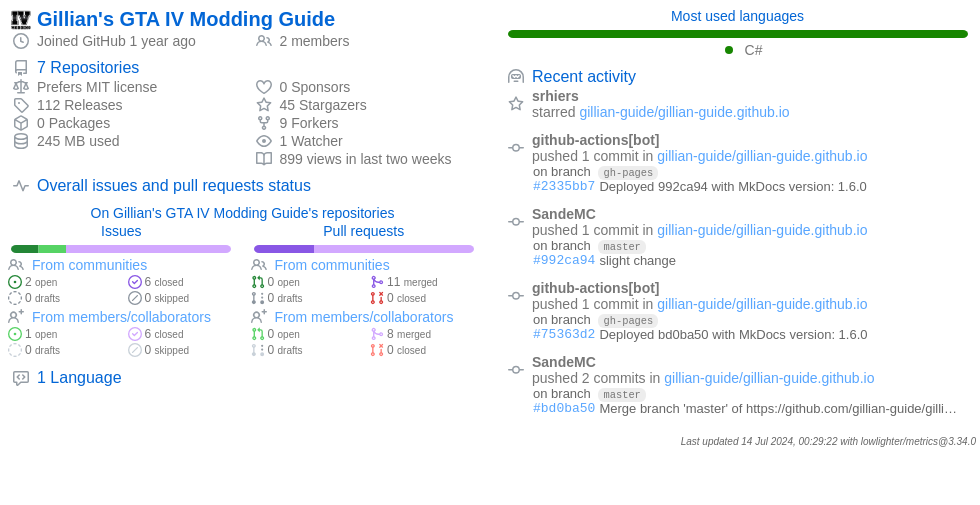 Gillian's GTA IV Modding Guide
Joined GitHub 1 year ago
2 members
7 Repositories
Prefers MIT license
112 Releases
0 Packages
245 MB used
0 Sponsors
45 Stargazers
9 Forkers
1 Watcher
899 views in last two weeks
Overall issues and pull requests status
On Gillian's GTA IV Modding Guide's repositories
Issues
From communities
2 open
6 closed
0 drafts
0 skipped
From members/collaborators
1 open
6 closed
0 drafts
0 skipped
Pull requests
From communities
0 open
11 merged
0 drafts
0 closed
From members/collaborators
0 open
8 merged
0 drafts
0 closed
1 Language
Most used languages
C#
Recent activity
srhiers
starred gillian-guide/gillian-guide.github.io
github-actions[bot]
pushed 1 commit in gillian-guide/gillian-guide.github.io
on branch gh-pages
#2335bb7 Deployed 992ca94 with MkDocs version: 1.6.0
SandeMC
pushed 1 commit in gillian-guide/gillian-guide.github.io
on branch master
#992ca94 slight change
github-actions[bot]
pushed 1 commit in gillian-guide/gillian-guide.github.io
on branch gh-pages
#75363d2 Deployed bd0ba50 with MkDocs version: 1.6.0
SandeMC
pushed 2 commits in gillian-guide/gillian-guide.github.io
on branch master
#bd0ba50 Merge branch 'master' of https://github.com/gillian-guide/gilli…
Last updated 14 Jul 2024, 00:29:22 with lowlighter/metrics@3.34.0